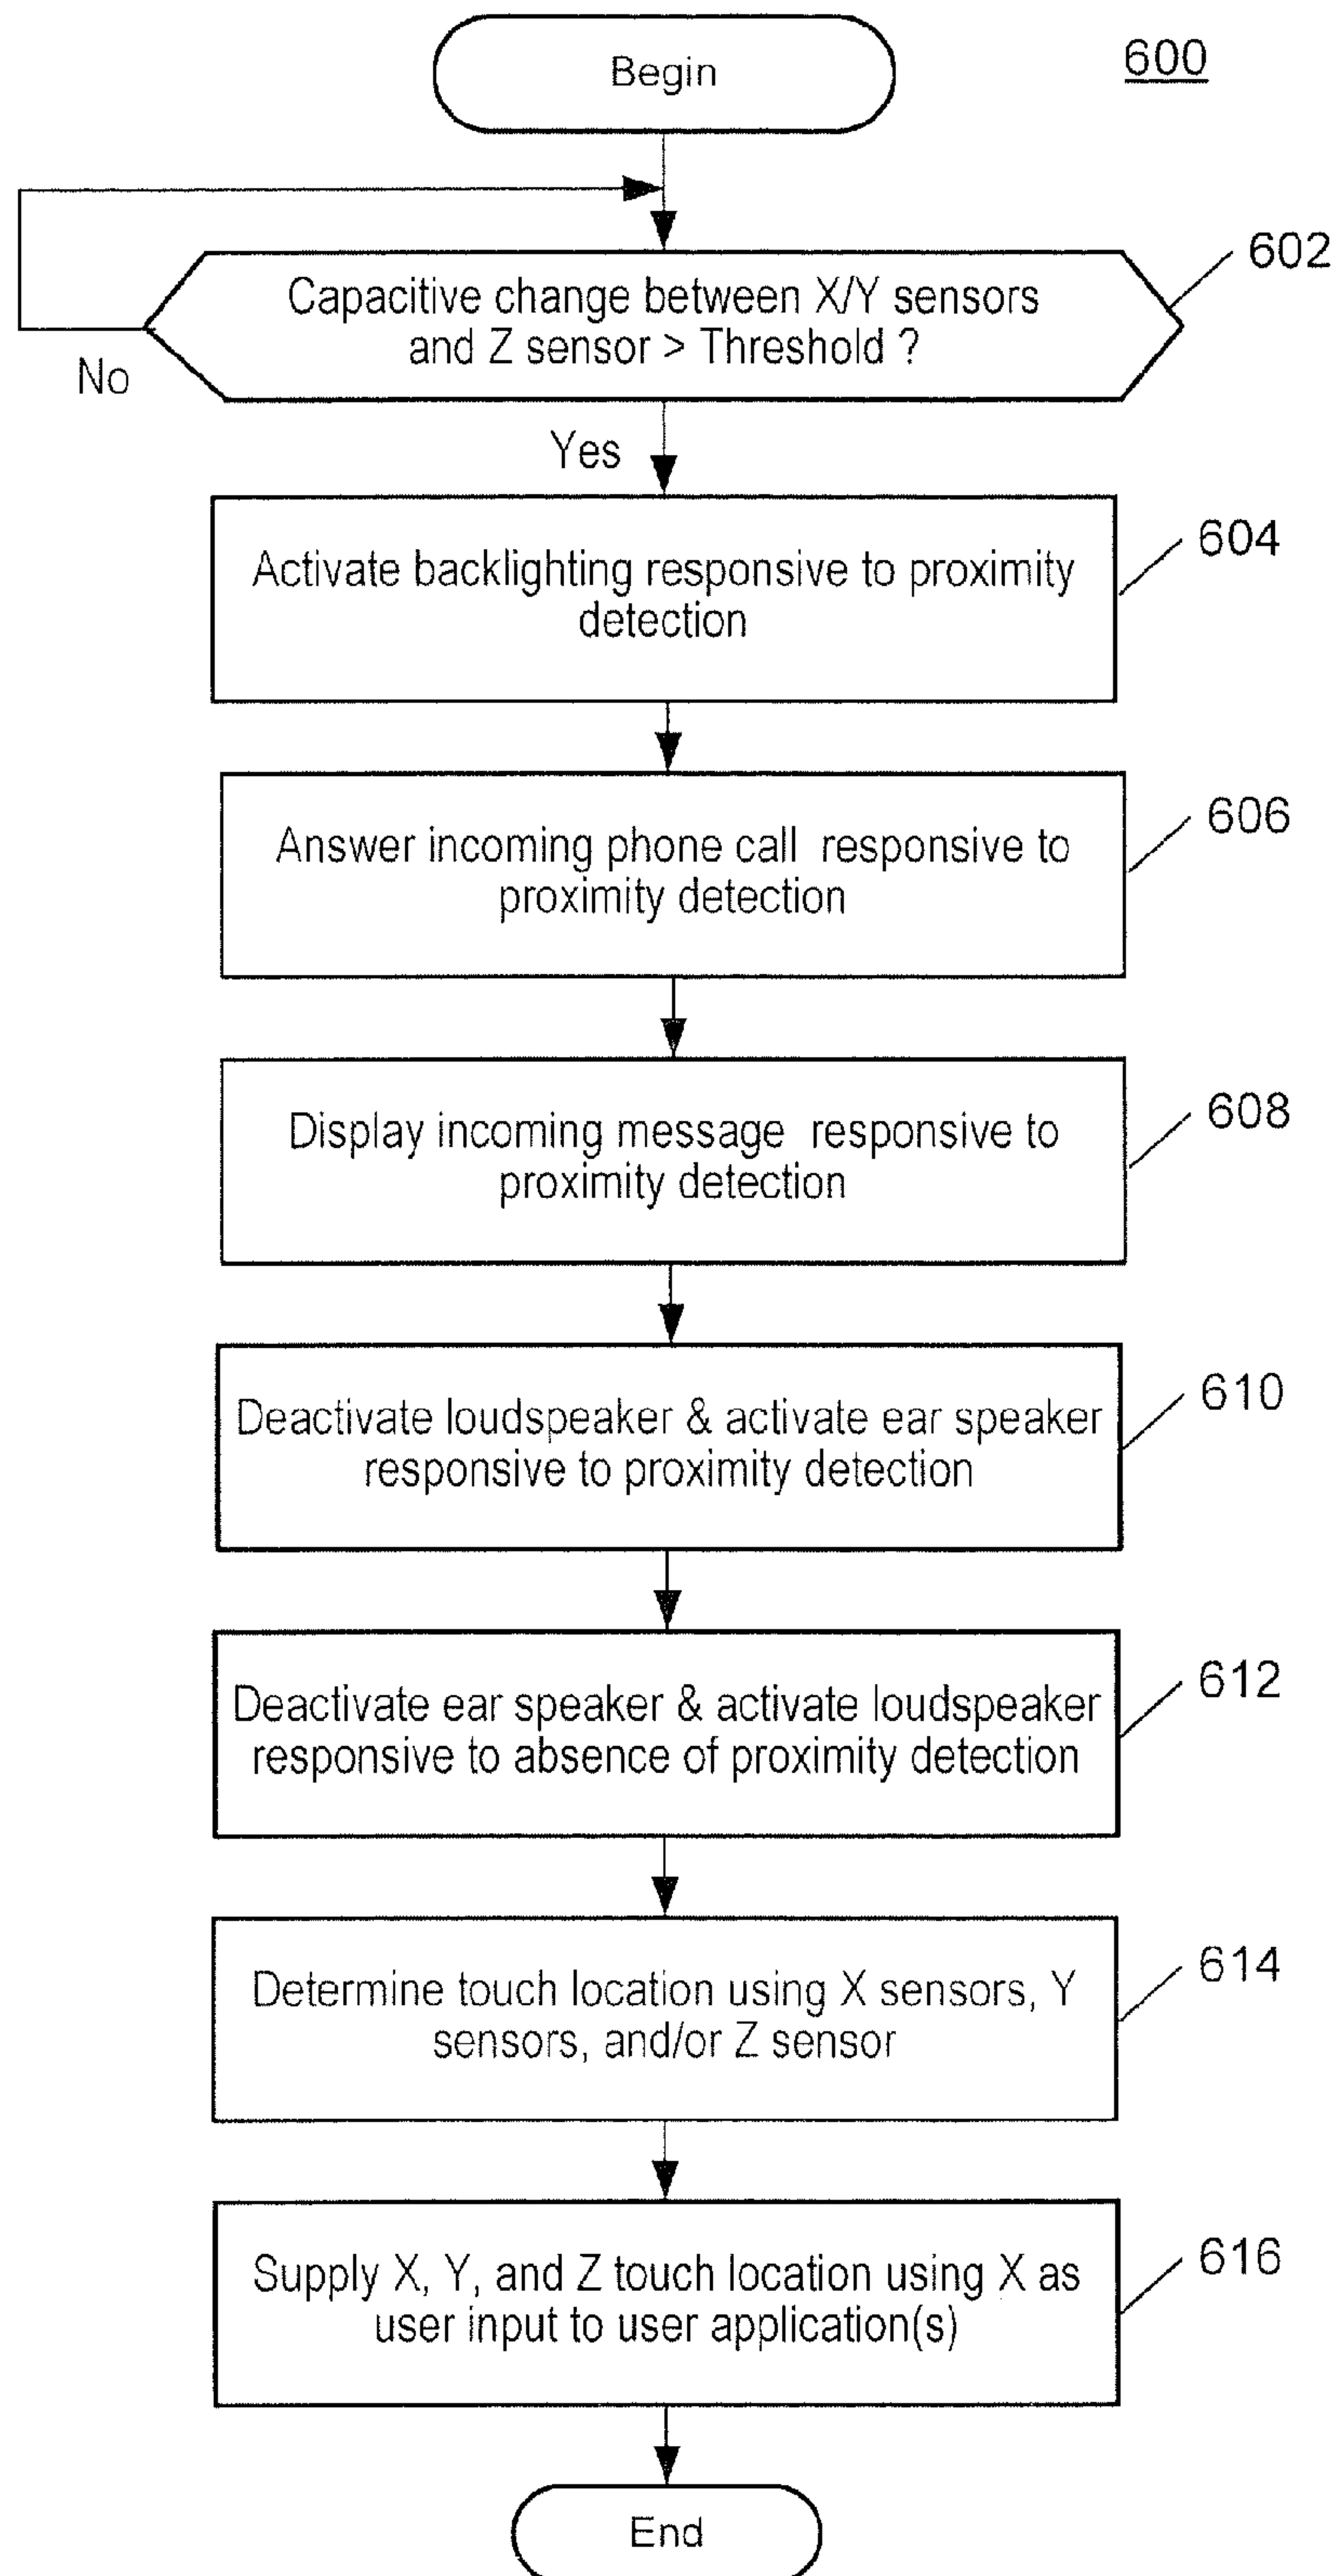 Begin
600
Capacitive change between X/Y sensors
and Z sensor > Threshold ?
602
No
Yes
Activate backlighting responsive to proximity
detection
604
Answer incoming phone call responsive to
proximity detection
606
Display incoming message responsive to
proximity detection
608
Deactivate loudspeaker & activate ear speaker
responsive to proximity detection
610
Deactivate ear speaker & activate loudspeaker
responsive to absence of proximity detection
612
Determine touch location using X sensors, Y
sensors, and/or Z sensor
614
Supply X, Y, and Z touch location using X as
user input to user application(s)
616
End